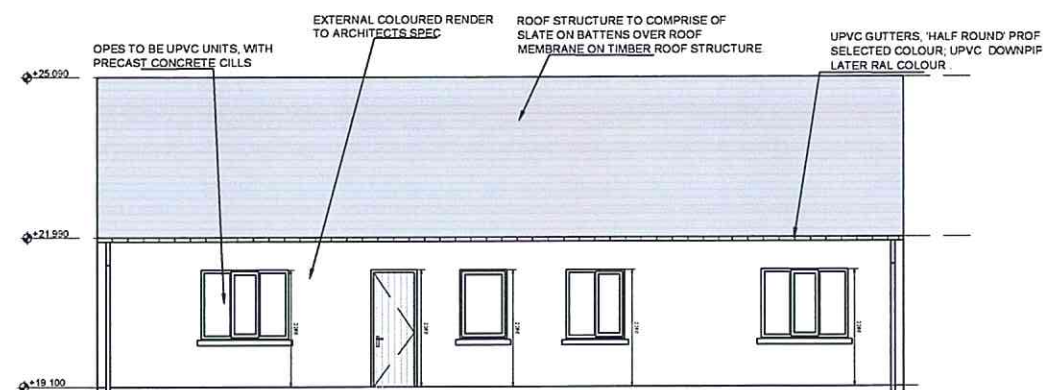 EXTERNAL COLOURED RENDER
TO ARCHITECTS SPEC
ROOF STRUCTURE TO COMPRISE OF
SLATE ON BATTENS OVER ROOF
MEMBRANE ON TIMBER ROOF STRUCTURE
UPVC GUTTERS, 'HALF ROUND' PROF
SELECTED COLOUR; UPVC DOWNPIP
LATER RAL COLOUR .
OPES TO BE UPVC UNITS, WITH
PRECAST CONCRETE CILLS
+25.090
+21.990
+19.100